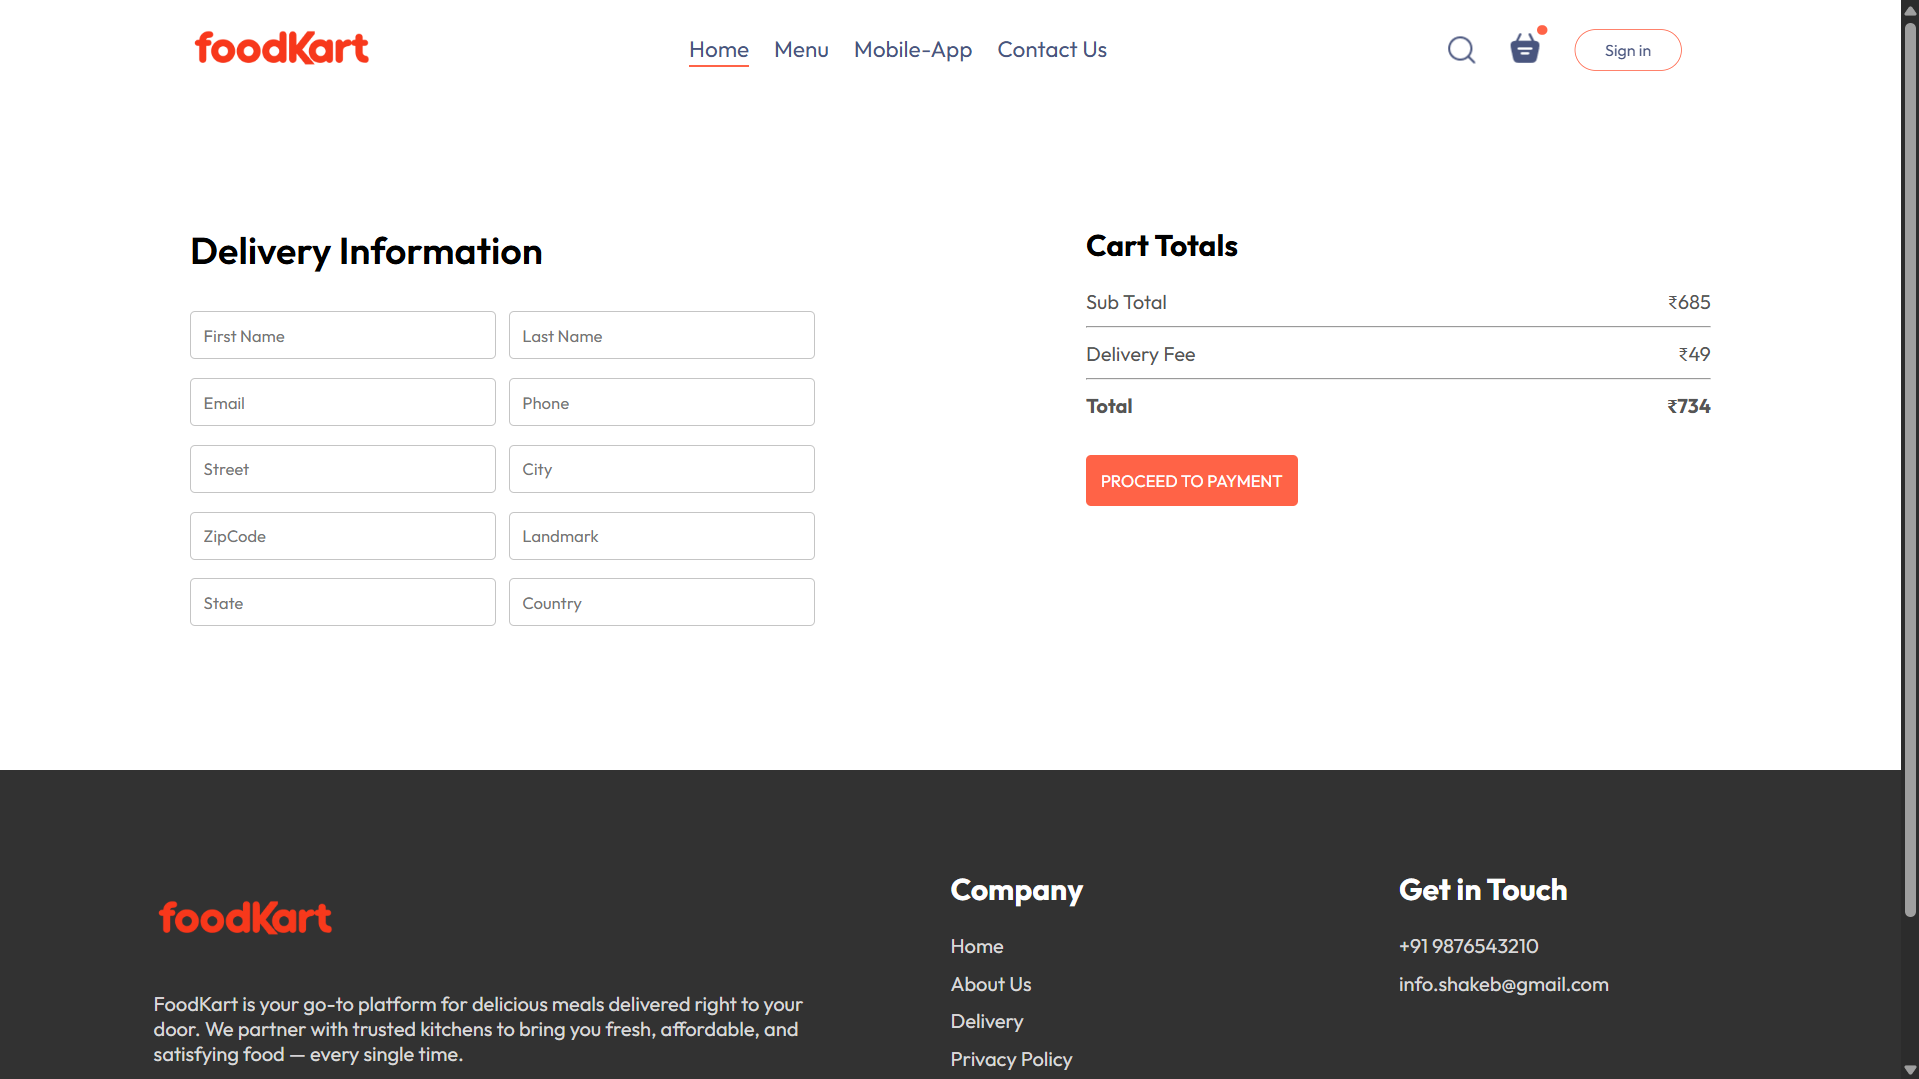 foodKart
Home Menu Mobile-App Contact Us
Sign in
Delivery Information
First Name Last Name
Email Phone
Street City
ZipCode Landmark
State Country
Cart Totals
Sub Total ₹685
Delivery Fee ₹49
Total ₹734
PROCEED TO PAYMENT
foodKart
FoodKart is your go-to platform for delicious meals delivered right to your
door. We partner with trusted kitchens to bring you fresh, affordable, and
satisfying food — every single time.
Company
Home
About Us
Delivery
Privacy Policy
Get in Touch
+91 9876543210
info.shakeb@gmail.com